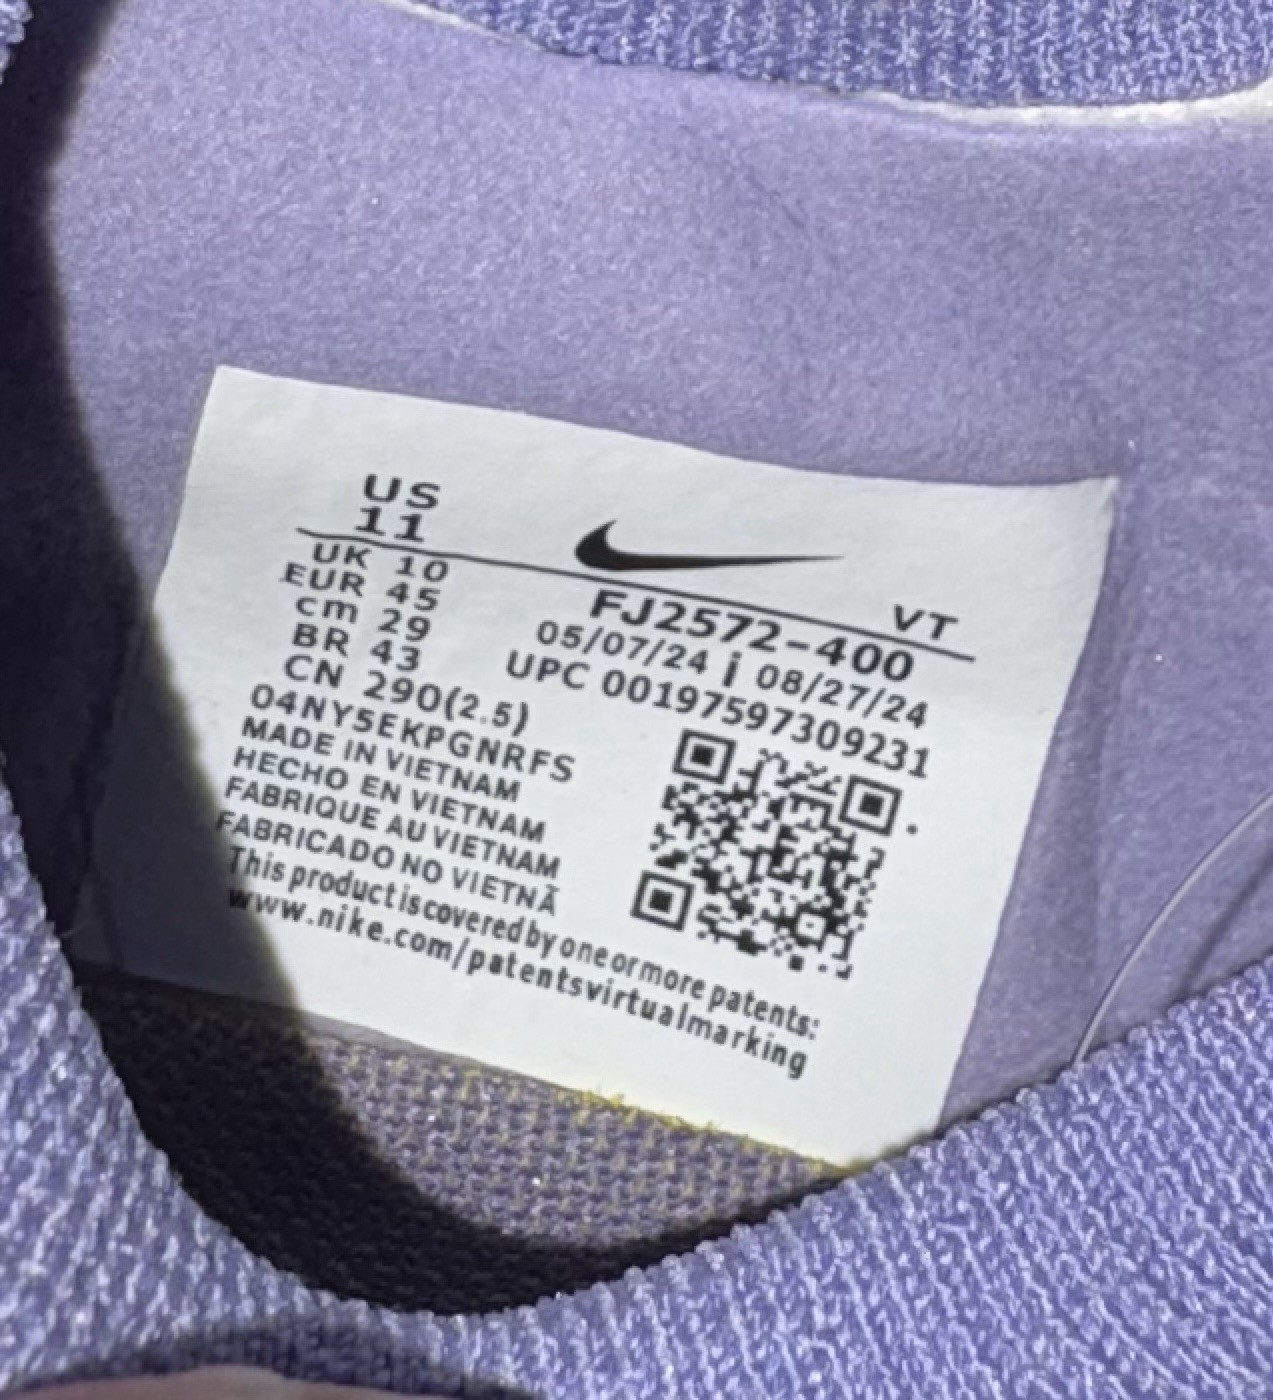 US
11
UK 10
EUR 45
cm 29
BR 43
CN 290(2.5)
VT
FJ2572-400
05/07/24 i 08/27/24
UPC 00197597309231
04NY5EKPGNRFS
MADE IN VIETNAM
HECHO EN VIETNAM
FABRIQUE AU VIETNAM
FABRICADO NO VIETNÃ
This product is covered by one or more patents:
www.nike.com/patentsvirtualmarking